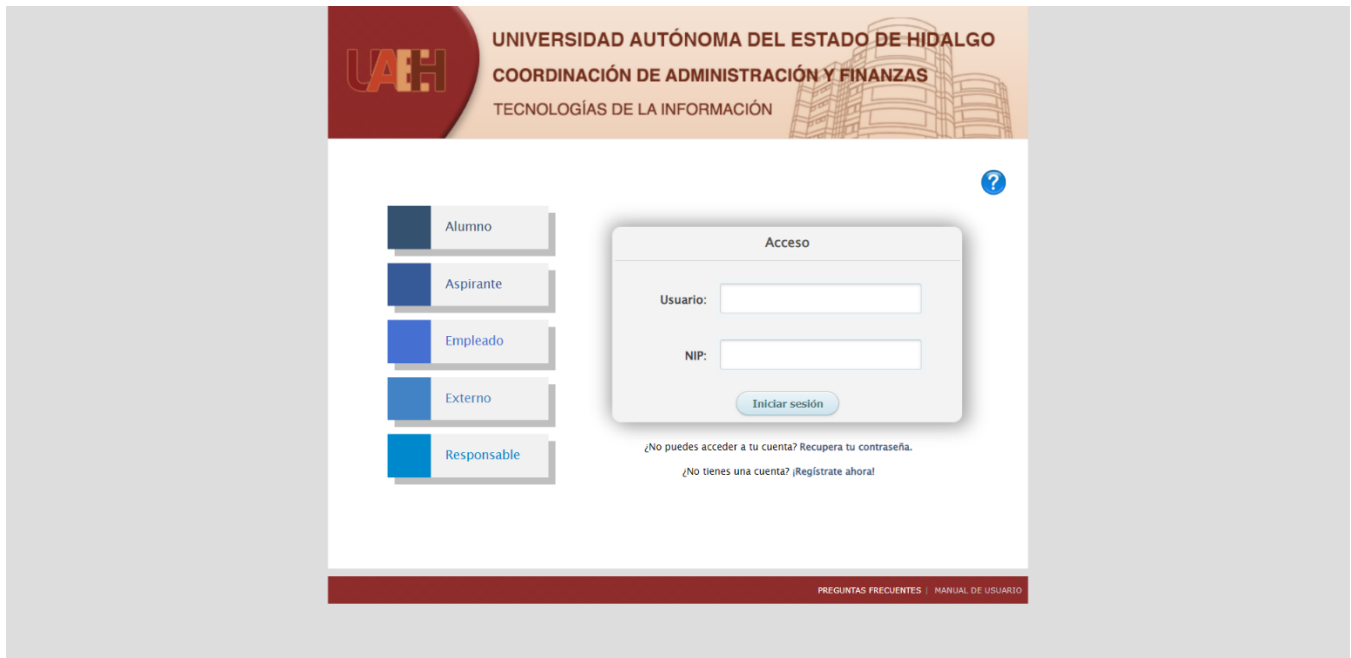 UAEH
UNIVERSIDAD AUTÓNOMA DEL ESTADO DE HIDALGO
COORDINACIÓN DE ADMINISTRACIÓN Y FINANZAS
TECNOLOGÍAS DE LA INFORMACIÓN
?
Alumno
Aspirante
Empleado
Externo
Responsable
Acceso
Usuario:
NIP:
Iniciar sesión
¿No puedes acceder a tu cuenta? Recupera tu contraseña.
¿No tienes una cuenta? ¡Regístrate ahora!
PREGUNTAS FRECUENTES | MANUAL DE USUARIO